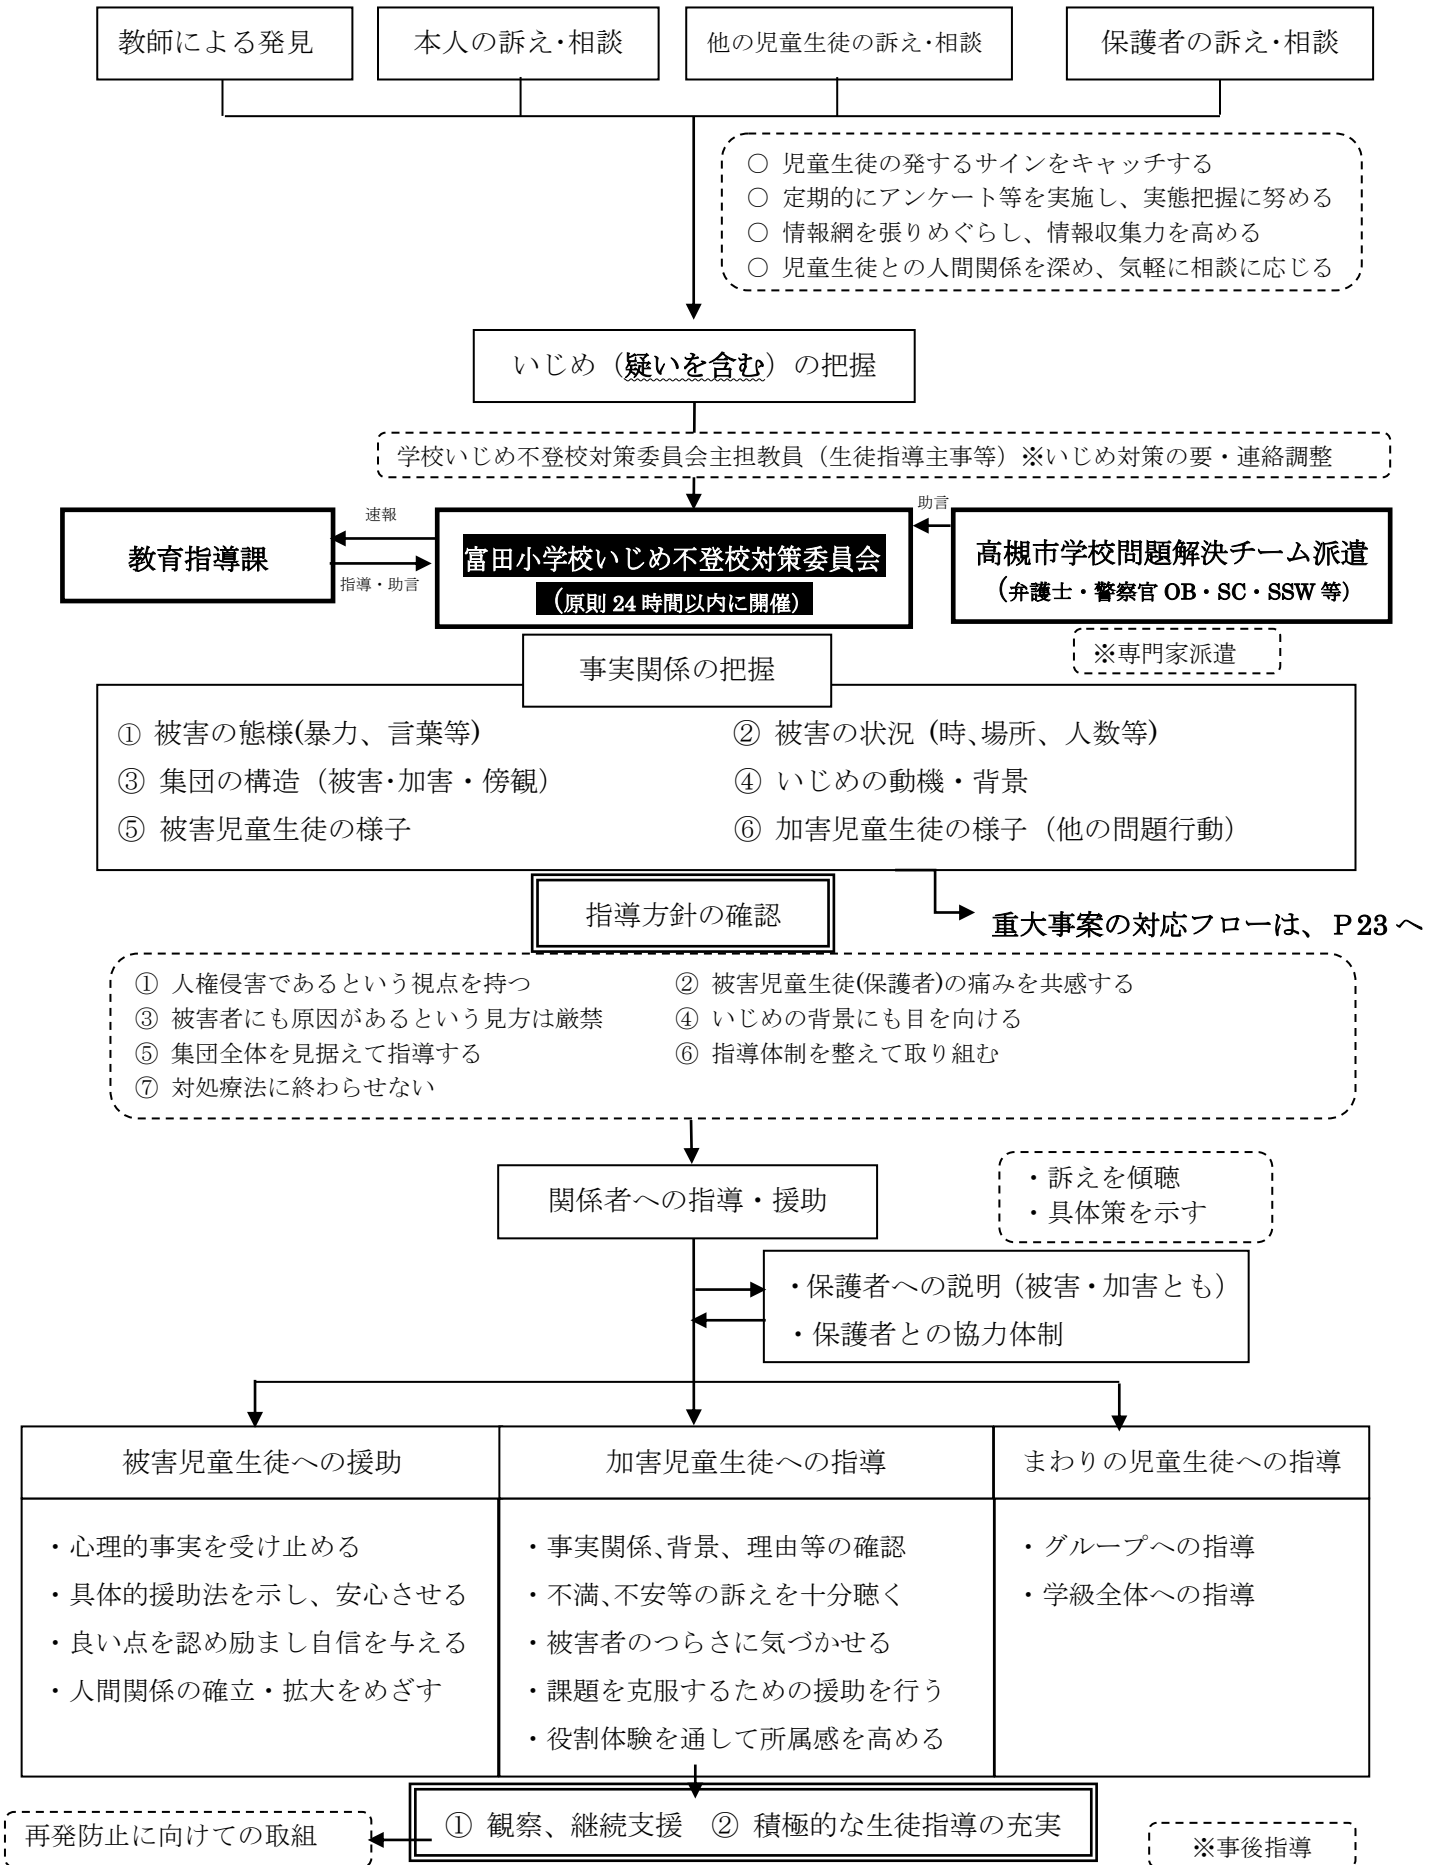 教師による発見
本人の訴え・相談
他の児童生徒の訴え・相談
保護者の訴え・相談
○ 児童生徒の発するサインをキャッチする
○ 定期的にアンケート等を実施し、実態把握に努める
○ 情報網を張りめぐらし、情報収集力を高める
○ 児童生徒との人間関係を深め、気軽に相談に応じる
いじめ（疑いを含む）の把握
学校いじめ不登校対策委員会主担教員（生徒指導主事等）※いじめ対策の要・連絡調整
教育指導課
速報
指導・助言
富田小学校いじめ不登校対策委員会
（原則 24 時間以内に開催）
助言
高槻市学校問題解決チーム派遣
（弁護士・警察官 OB・SC・SSW 等）
※専門家派遣
事実関係の把握
① 被害の態様(暴力、言葉等)
② 被害の状況 (時、場所、人数等)
③ 集団の構造（被害・加害・傍観）
④ いじめの動機・背景
⑤ 被害児童生徒の様子
⑥ 加害児童生徒の様子（他の問題行動）
指導方針の確認
重大事案の対応フローは、Ｐ23 へ
① 人権侵害であるという視点を持つ
② 被害児童生徒(保護者)の痛みを共感する
③ 被害者にも原因があるという見方は厳禁
④ いじめの背景にも目を向ける
⑤ 集団全体を見据えて指導する
⑥ 指導体制を整えて取り組む
⑦ 対処療法に終わらせない
関係者への指導・援助
・訴えを傾聴
・具体策を示す
・保護者への説明（被害・加害とも）
・保護者との協力体制
被害児童生徒への援助
・心理的事実を受け止める
・具体的援助法を示し、安心させる
・良い点を認め励まし自信を与える
・人間関係の確立・拡大をめざす
加害児童生徒への指導
・事実関係、背景、理由等の確認
・不満、不安等の訴えを十分聴く
・被害者のつらさに気づかせる
・課題を克服するための援助を行う
・役割体験を通して所属感を高める
まわりの児童生徒への指導
・グループへの指導
・学級全体への指導
① 観察、継続支援 ② 積極的な生徒指導の充実
再発防止に向けての取組
※事後指導